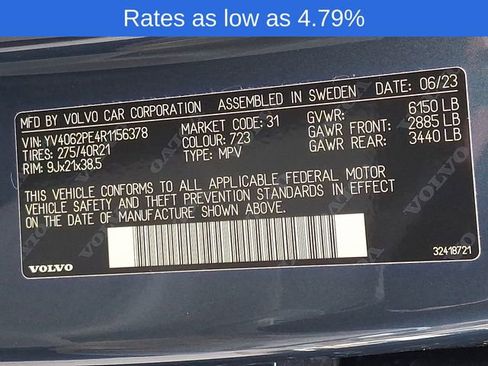 Rates as low as 4.79%
MFD BY VOLVO CAR CORPORATION ASSEMBLED IN SWEDEN DATE: 06/23
VIN: YV4062PE4R1156378 MARKET CODE: 31 GVWR: 6150 LB
TIRES: 275/40R21 COLOUR: 723 GAWR FRONT: 2885 LB
RIM: 9Jx21x38.5 TYPE: MPV GAWR REAR: 3440 LB
THIS VEHICLE CONFORMS TO ALL APPLICABLE FEDERAL MOTOR
VEHICLE SAFETY AND THEFT PREVENTION STANDARDS IN EFFECT
ON THE DATE OF MANUFACTURE SHOWN ABOVE.
VOLVO 32418721